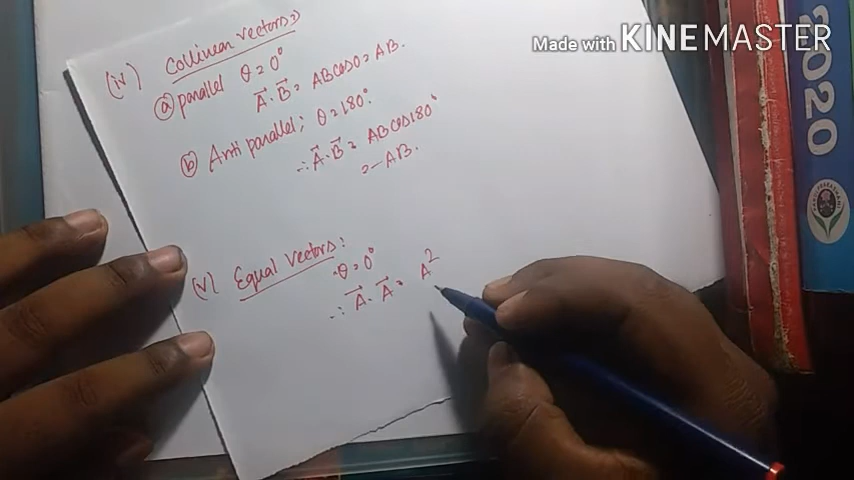 Made with KINEMASTER
2020
(iv) Collinear vectors:
(a) parallel θ = 0°
A⃗·B⃗ = ABcos0 = AB.
(b) Anti parallel; θ = 180°.
∴ A⃗·B⃗ = ABcos180°
= -AB.
(v) Equal vectors:
θ = 0°
∴ A⃗·A⃗ = A²